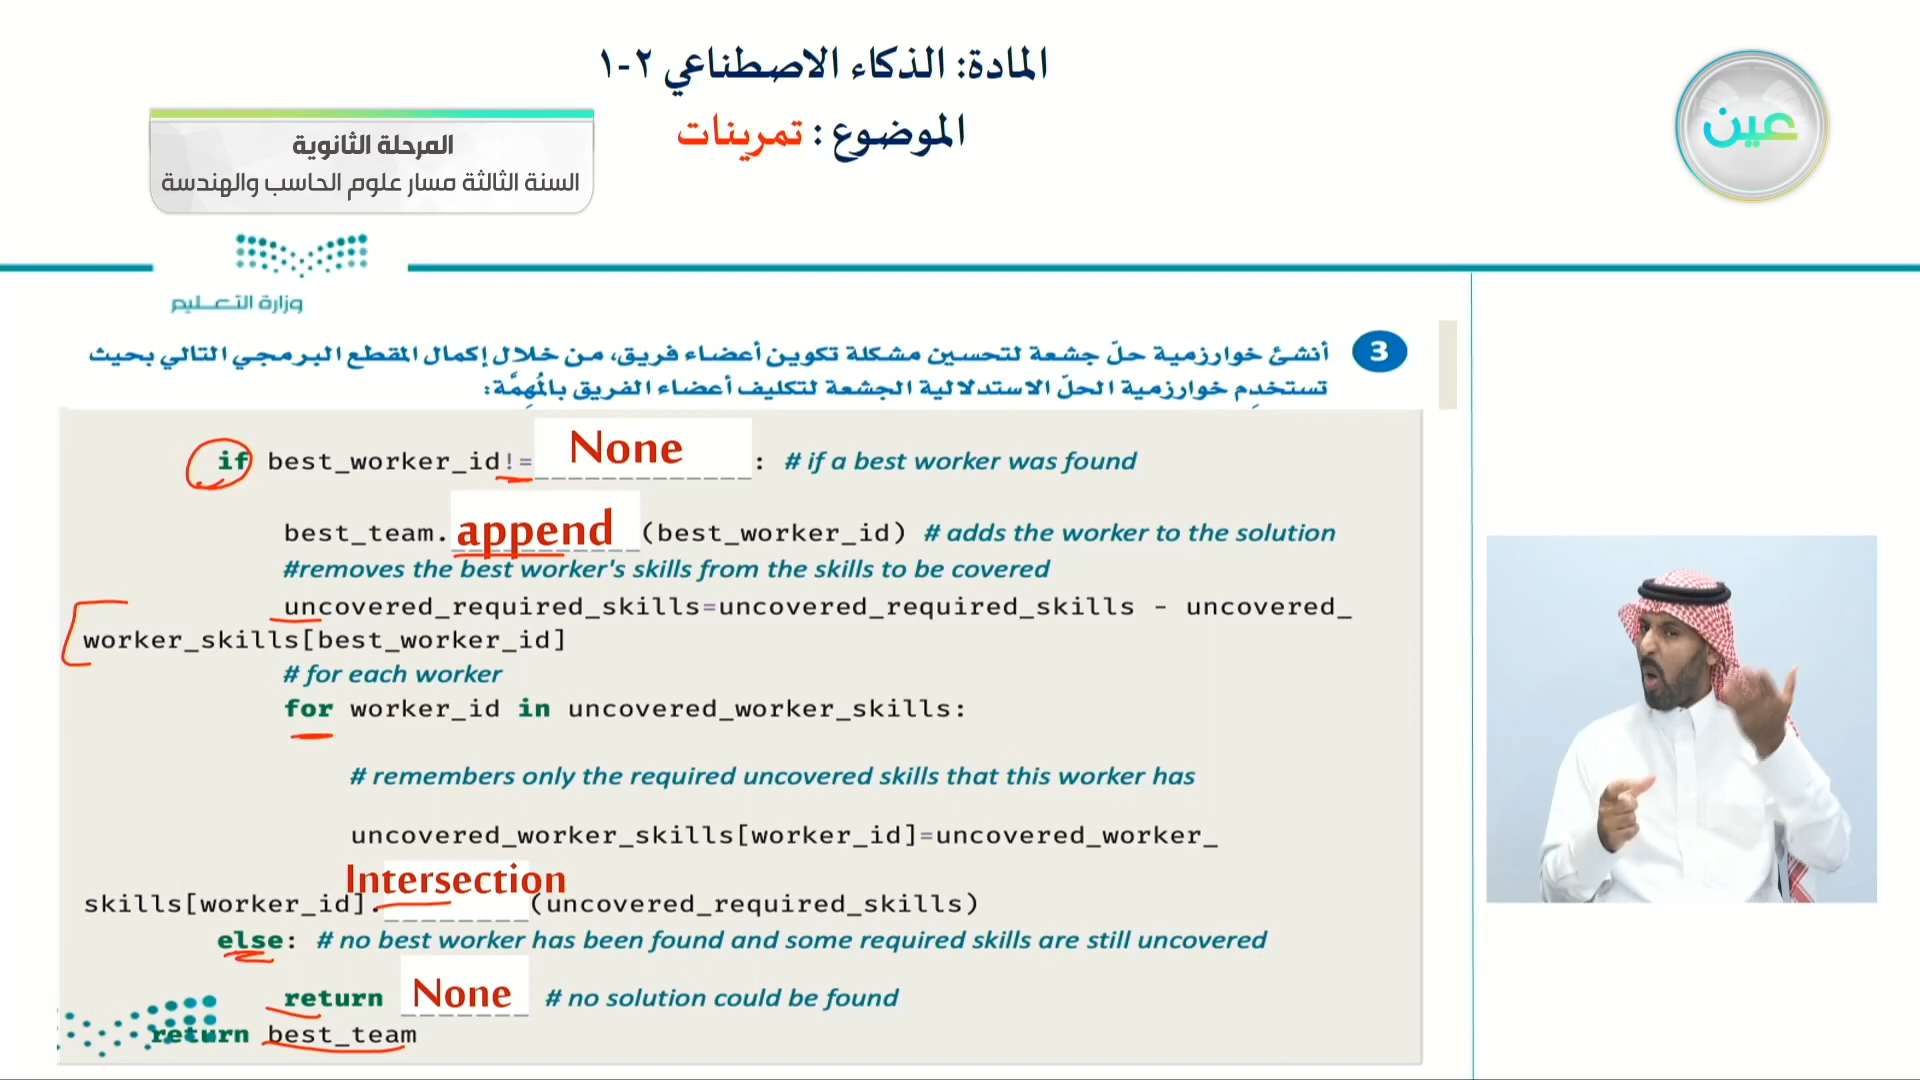 المادة: الذكاء الاصطناعي ٢-١
الموضوع : تمرينات
المرحلة الثانوية
السنة الثالثة مسار علوم الحاسب والهندسة
عين
وزارة التعـليم
3 أنشئ خوارزمية حلّ جشعة لتحسين مشكلة تكوين أعضاء فريق، من خلال إكمال المقطع البرمجي التالي بحيث
تستخدِم خوارزمية الحلّ الاستدلالية الجشعة لتكليف أعضاء الفريق بالمُهِمَّة:
if best_worker_id!= None : # if a best worker was found
best_team. append (best_worker_id) # adds the worker to the solution
#removes the best worker's skills from the skills to be covered
uncovered_required_skills=uncovered_required_skills - uncovered_
worker_skills[best_worker_id]
# for each worker
for worker_id in uncovered_worker_skills:
# remembers only the required uncovered skills that this worker has
uncovered_worker_skills[worker_id]=uncovered_worker_
skills[worker_id]. Intersection (uncovered_required_skills)
else: # no best worker has been found and some required skills are still uncovered
return None # no solution could be found
return best_team